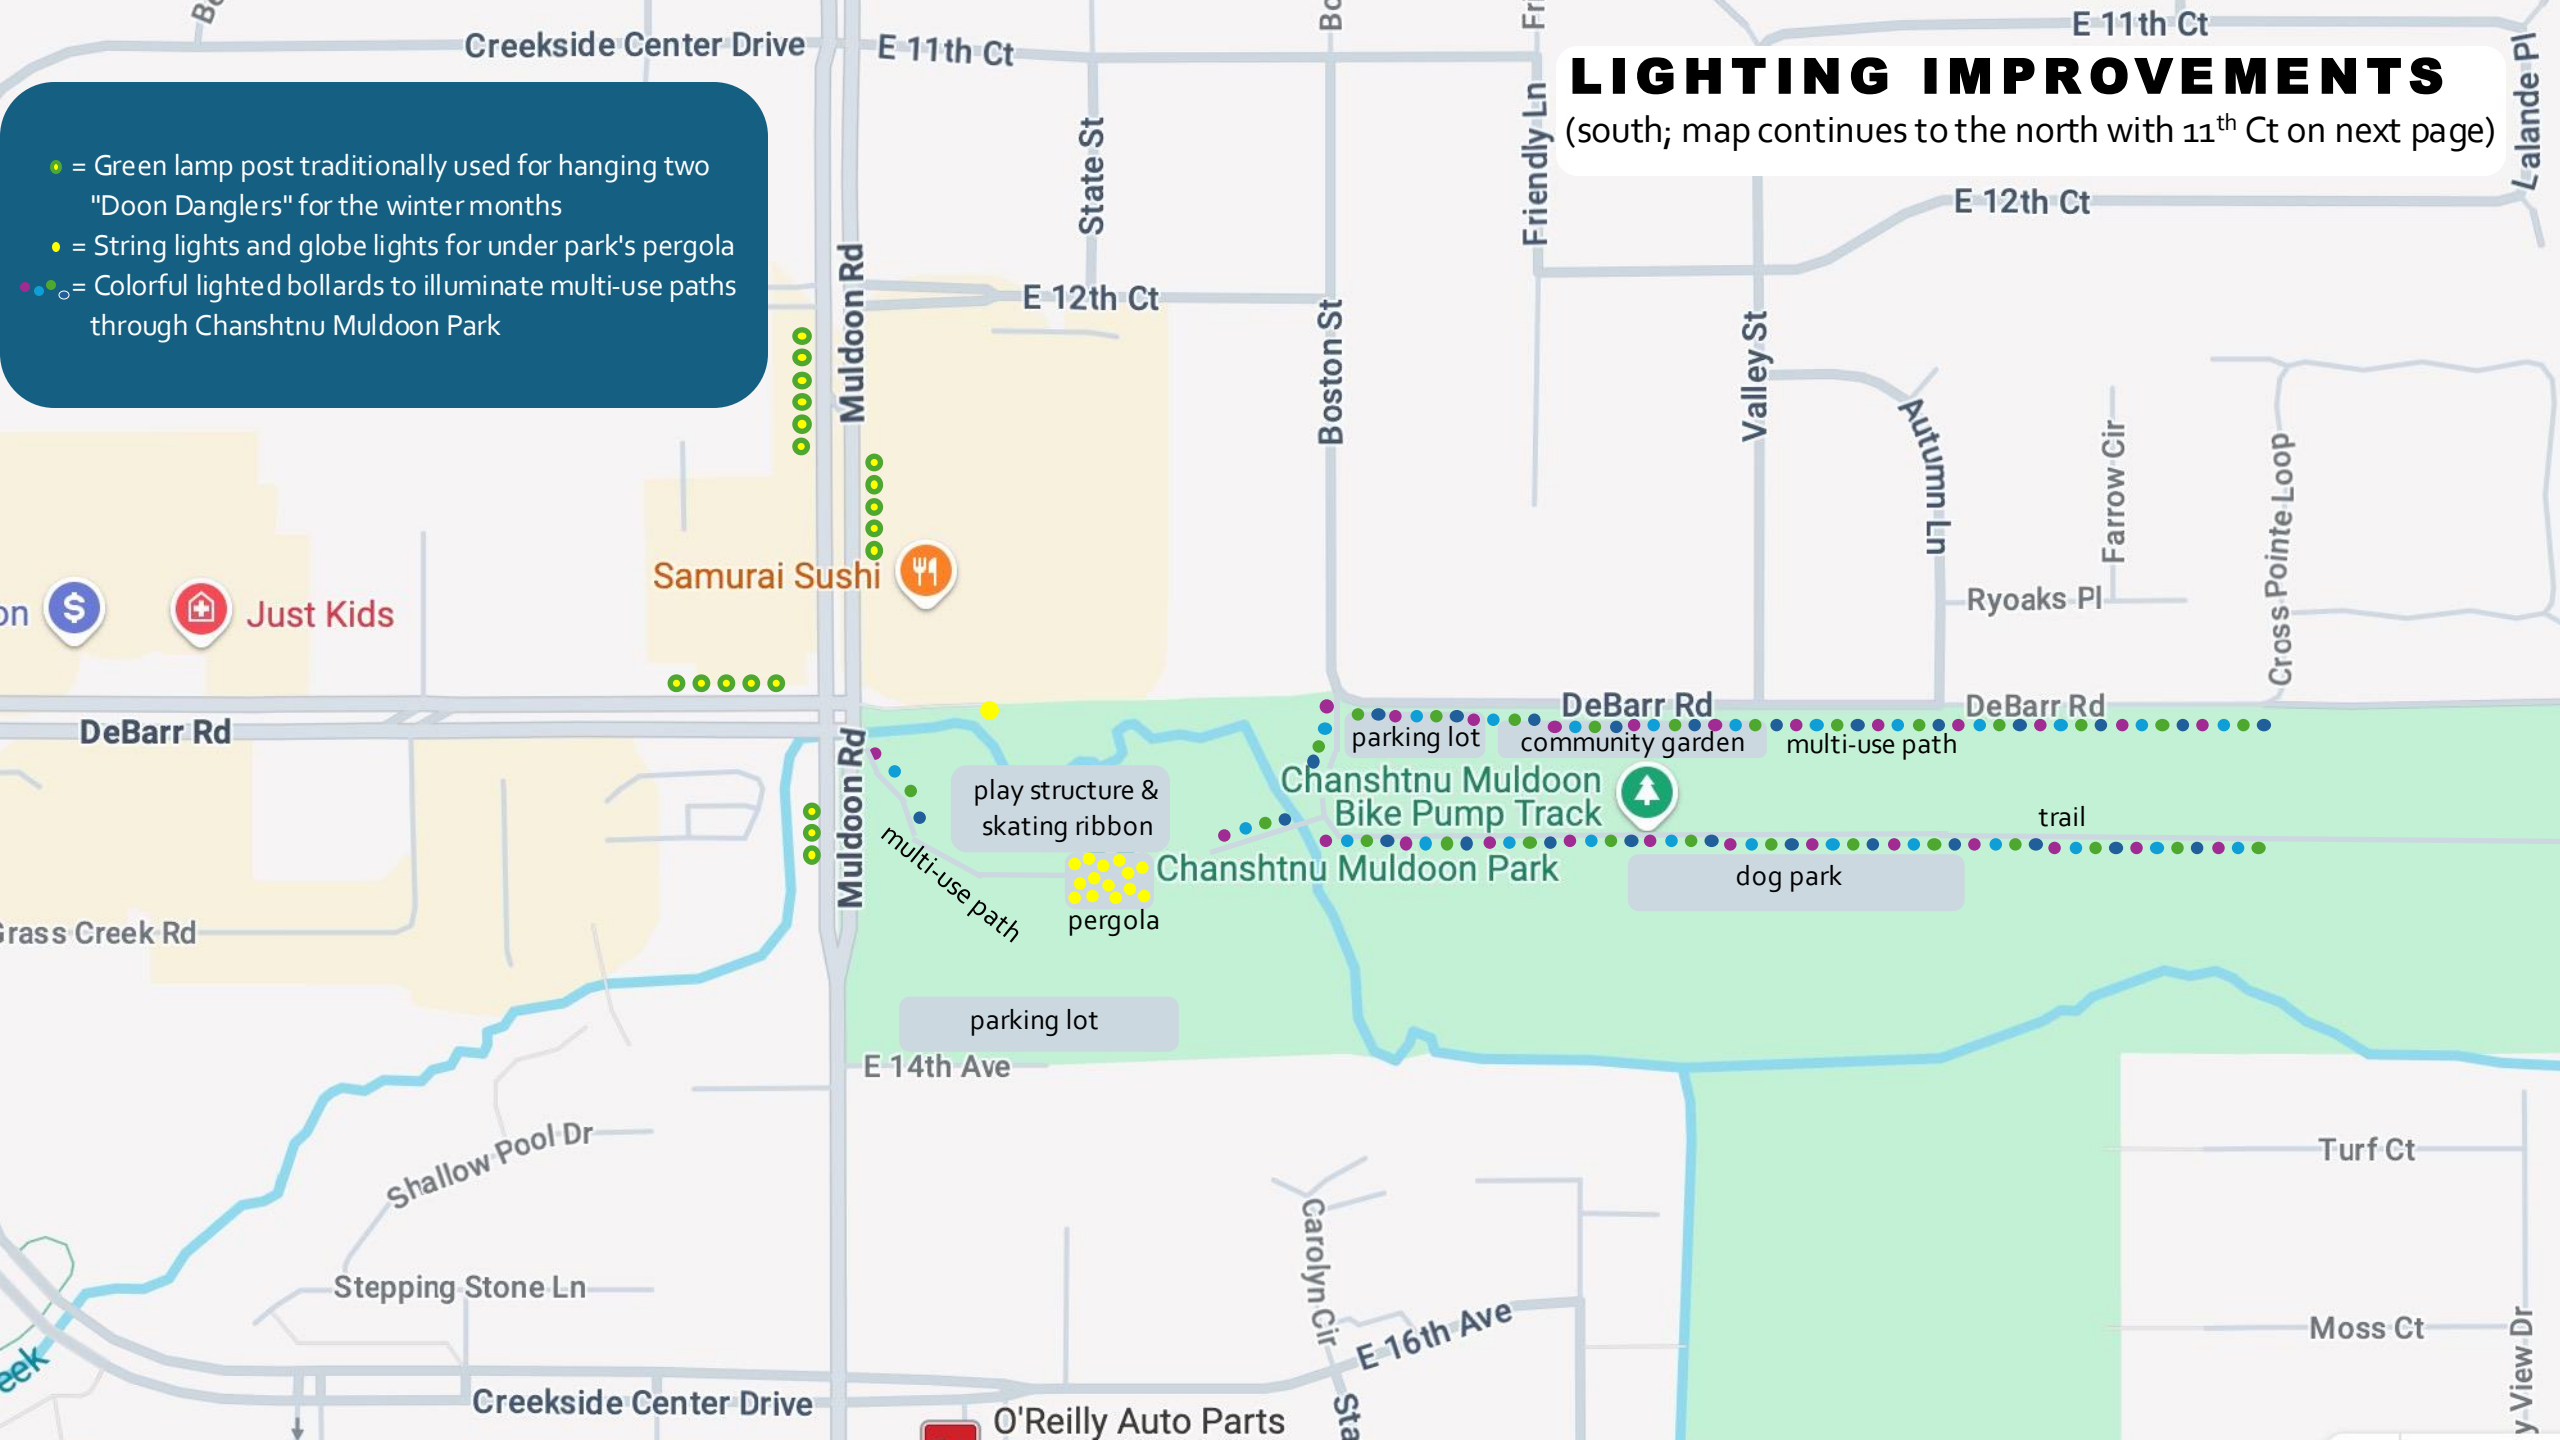 Creekside Center Drive
E 11th Ct
E 11th Ct
LIGHTING IMPROVEMENTS
(south; map continues to the north with 11th Ct on next page)
Lalande Pl
Friendly Ln
State St
= Green lamp post traditionally used for hanging two
"Doon Danglers" for the winter months
= String lights and globe lights for under park's pergola
= Colorful lighted bollards to illuminate multi-use paths
through Chanshtnu Muldoon Park
E 12th Ct
E 12th Ct
Muldoon Rd
Boston St
Valley St
Autumn Ln
Farrow Cir
Cross Pointe Loop
Samurai Sushi
Just Kids
Ryoaks Pl
DeBarr Rd
DeBarr Rd
DeBarr Rd
parking lot
community garden
multi-use path
Muldoon Rd
play structure &
skating ribbon
Chanshtnu Muldoon
Bike Pump Track
trail
multi-use path
Chanshtnu Muldoon Park
dog park
pergola
Grass Creek Rd
parking lot
E 14th Ave
Shallow Pool Dr
Turf Ct
Carolyn Cir
Stepping Stone Ln
E 16th Ave
Moss Ct
y View Dr
eek
Creekside Center Drive
O'Reilly Auto Parts
Sta